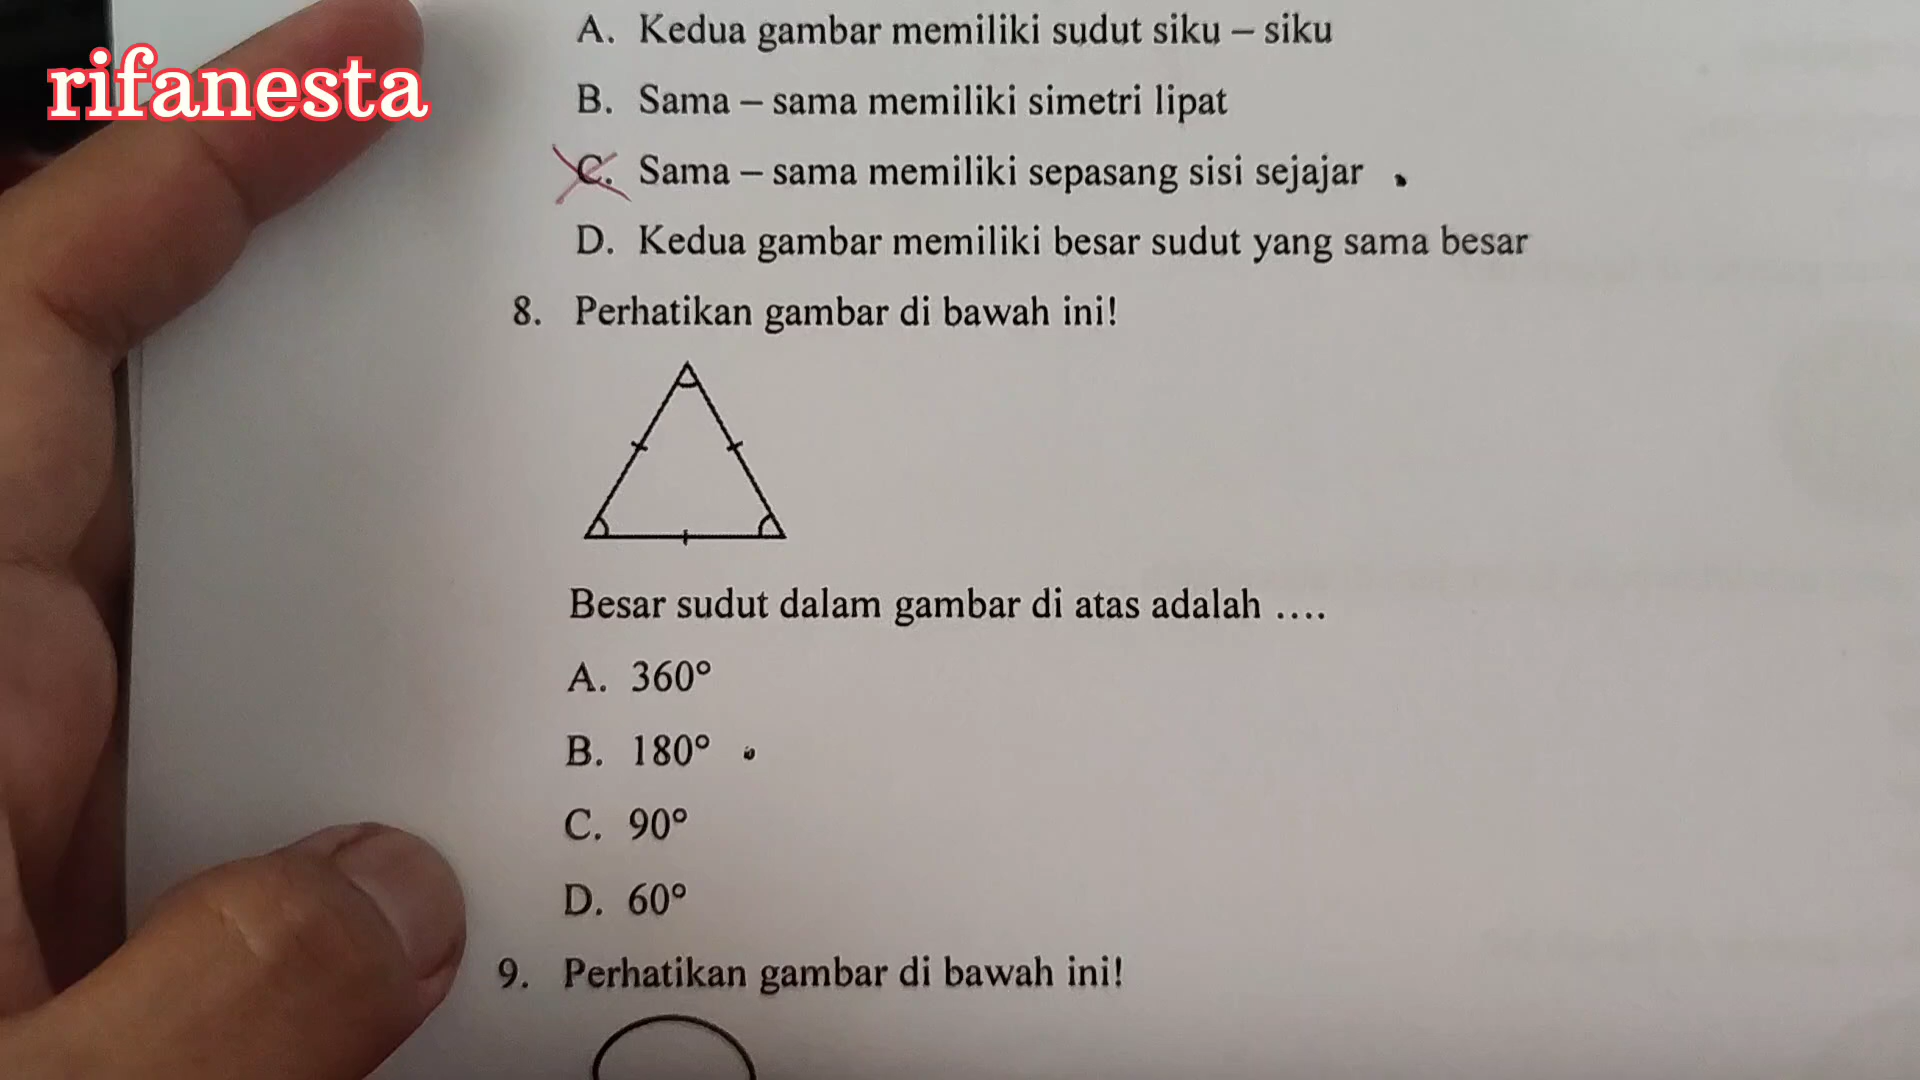 rifanesta
A. Kedua gambar memiliki sudut siku – siku
B. Sama – sama memiliki simetri lipat
C. Sama – sama memiliki sepasang sisi sejajar
D. Kedua gambar memiliki besar sudut yang sama besar
8. Perhatikan gambar di bawah ini!
Besar sudut dalam gambar di atas adalah ....
A. 360°
B. 180°
C. 90°
D. 60°
9. Perhatikan gambar di bawah ini!